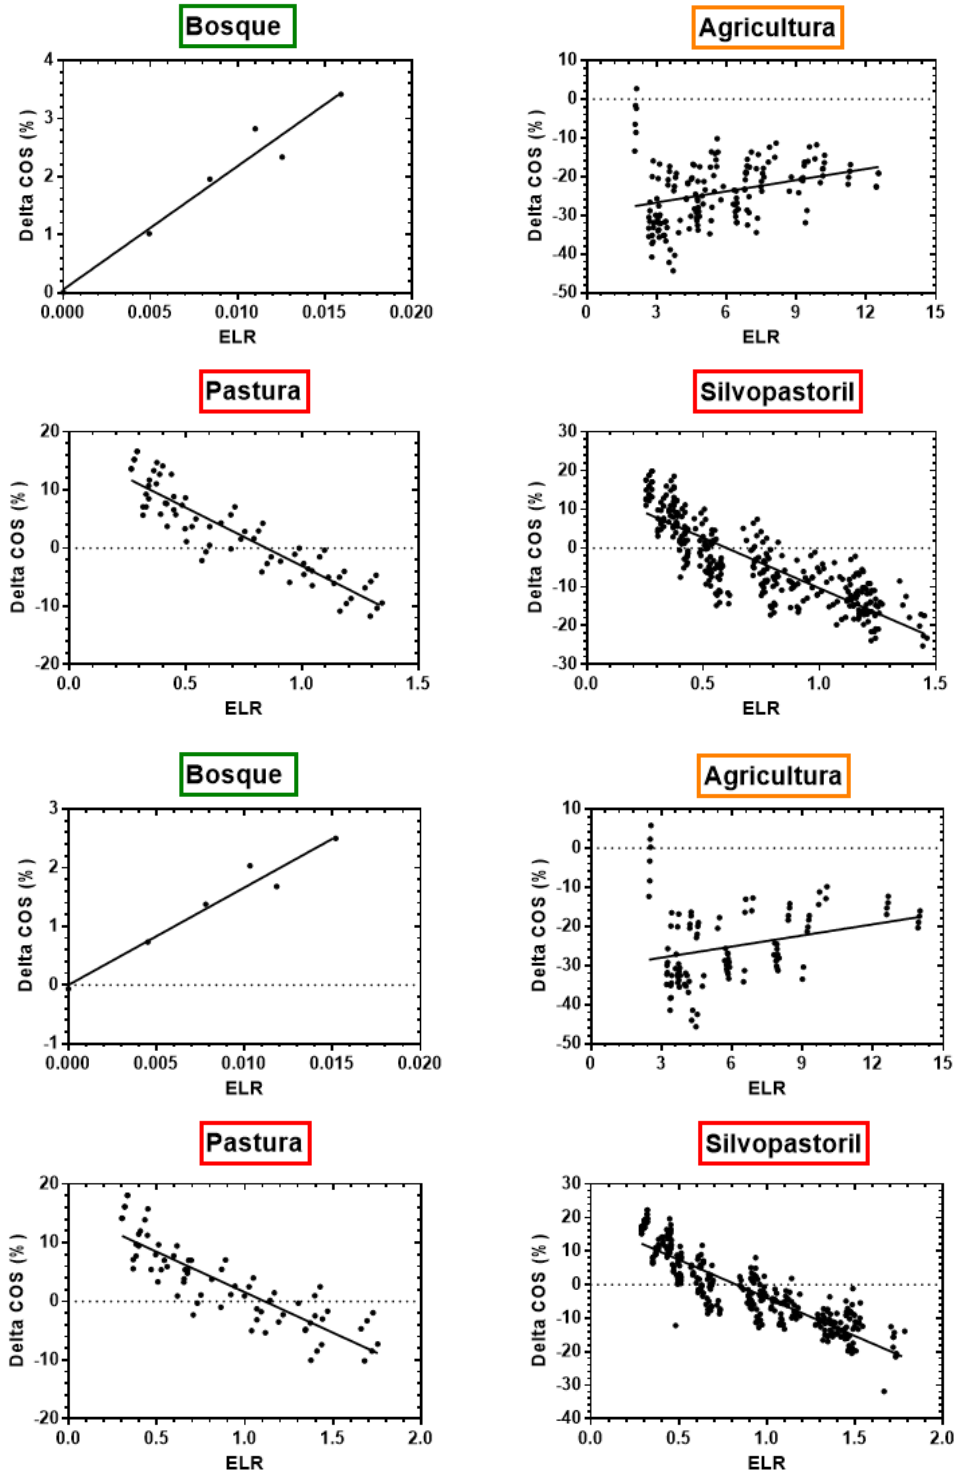 Bosque
Agricultura
4
3
2
1
0
Delta COS (%)
0.000 0.005 0.010 0.015 0.020
ELR
10
0
-10
-20
-30
-40
-50
Delta COS (%)
0 3 6 9 12 15
ELR
Pastura
Silvopastoril
20
10
0
-10
-20
Delta COS (%)
0.0 0.5 1.0 1.5
ELR
30
20
10
0
-10
-20
-30
Delta COS (%)
0.0 0.5 1.0 1.5
ELR
Bosque
Agricultura
3
2
1
0
-1
Delta COS (%)
0.000 0.005 0.010 0.015 0.020
ELR
10
0
-10
-20
-30
-40
-50
Delta COS (%)
0 3 6 9 12 15
ELR
Pastura
Silvopastoril
20
10
0
-10
-20
Delta COS (%)
0.0 0.5 1.0 1.5 2.0
ELR
30
20
10
0
-10
-20
-30
-40
Delta COS (%)
0.0 0.5 1.0 1.5 2.0
ELR